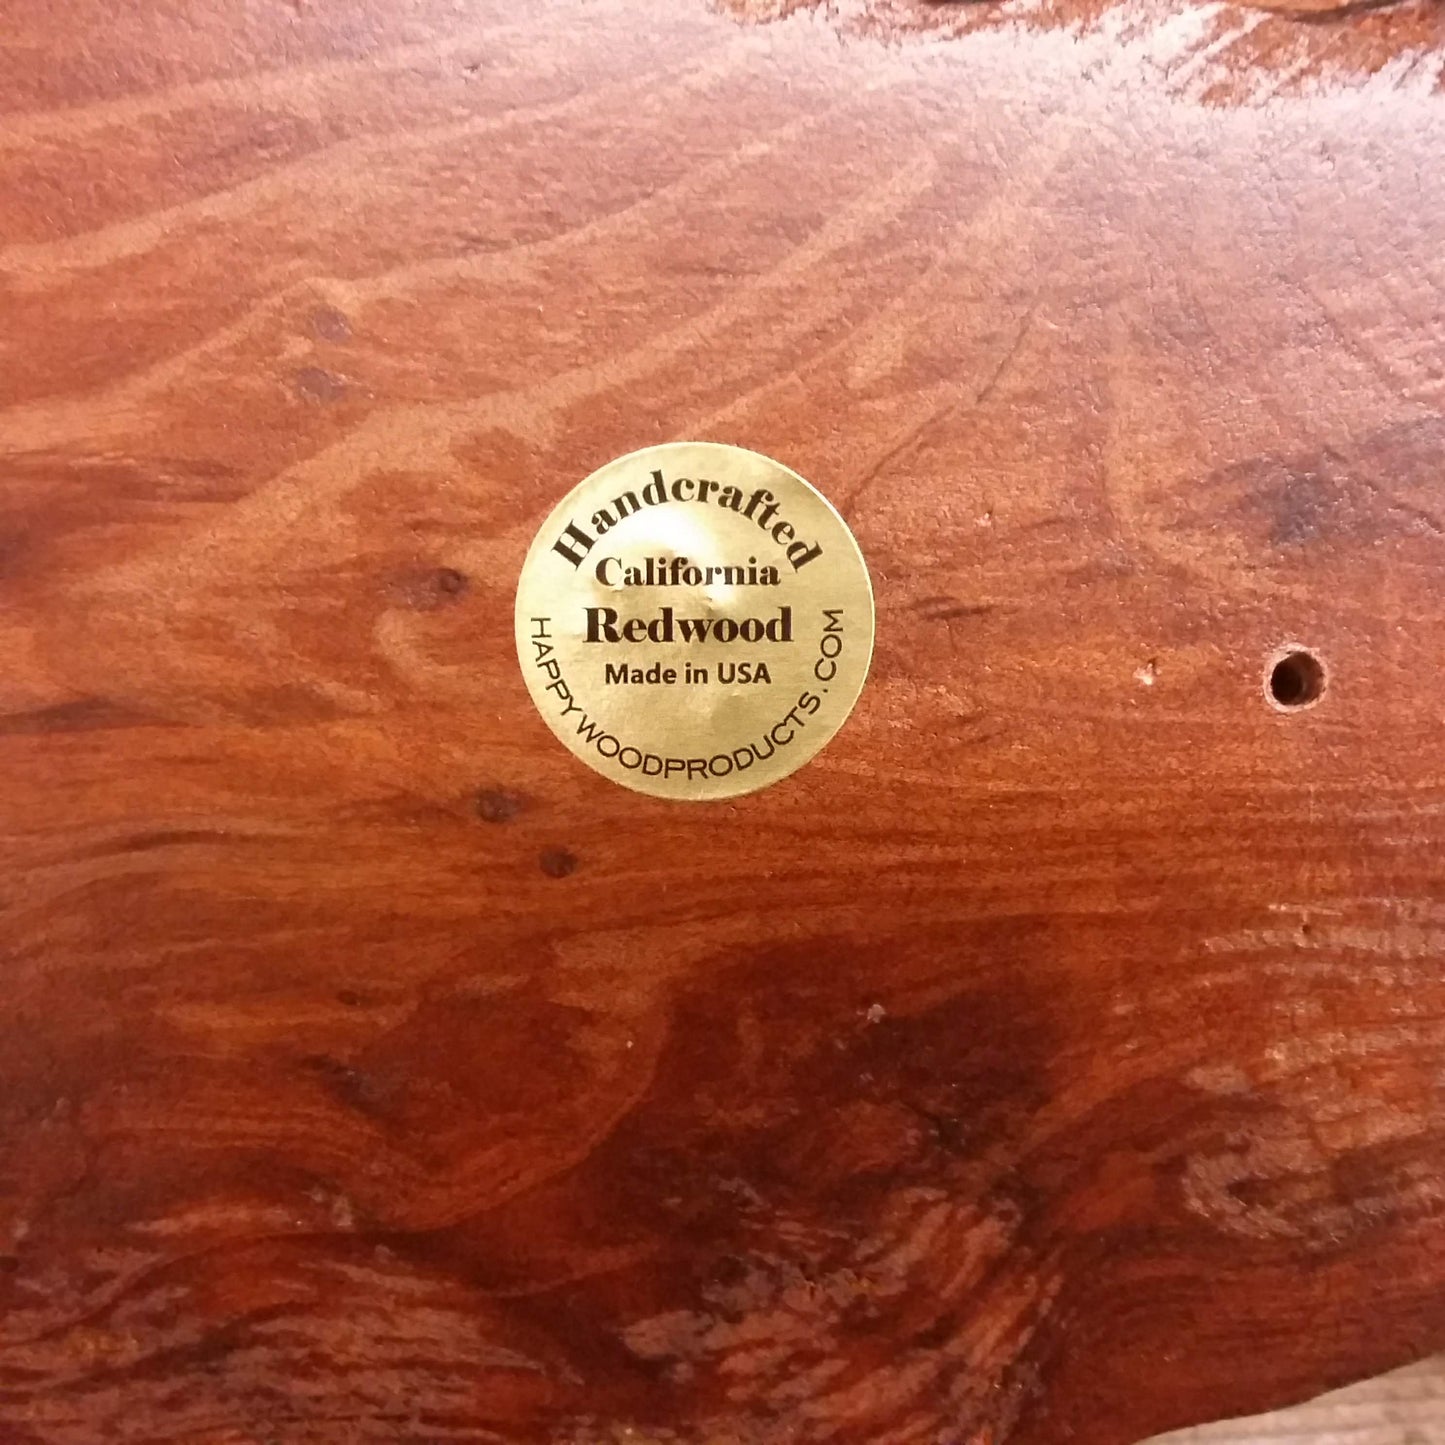 Handcrafted
California
Redwood
Made in USA
HAPPYWOODPRODUCTS.COM